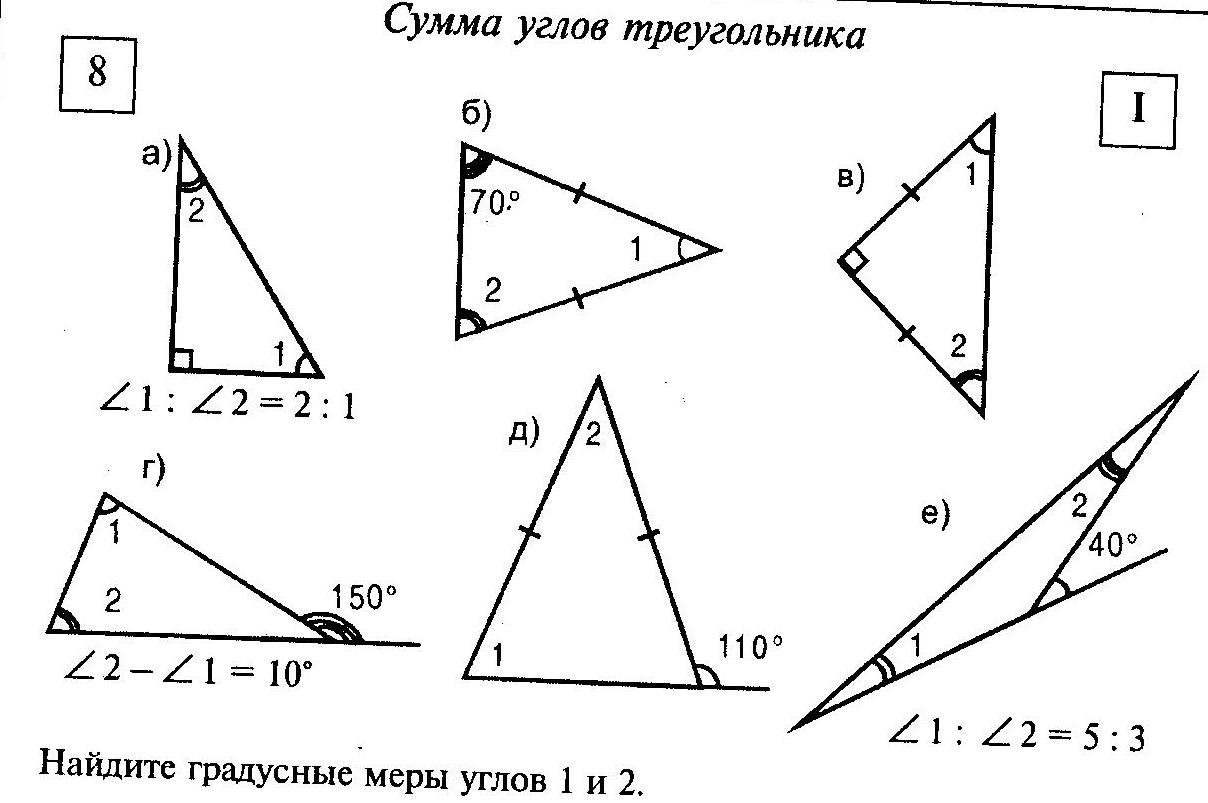 Сумма углов треугольника
8
I
а)
2
1
∠1 : ∠2 = 2 : 1
б)
70°
1
2
в)
1
2
г)
1
2
150°
∠2 – ∠1 = 10°
д)
2
1
110°
е)
2
40°
1
∠1 : ∠2 = 5 : 3
Найдите градусные меры углов 1 и 2.